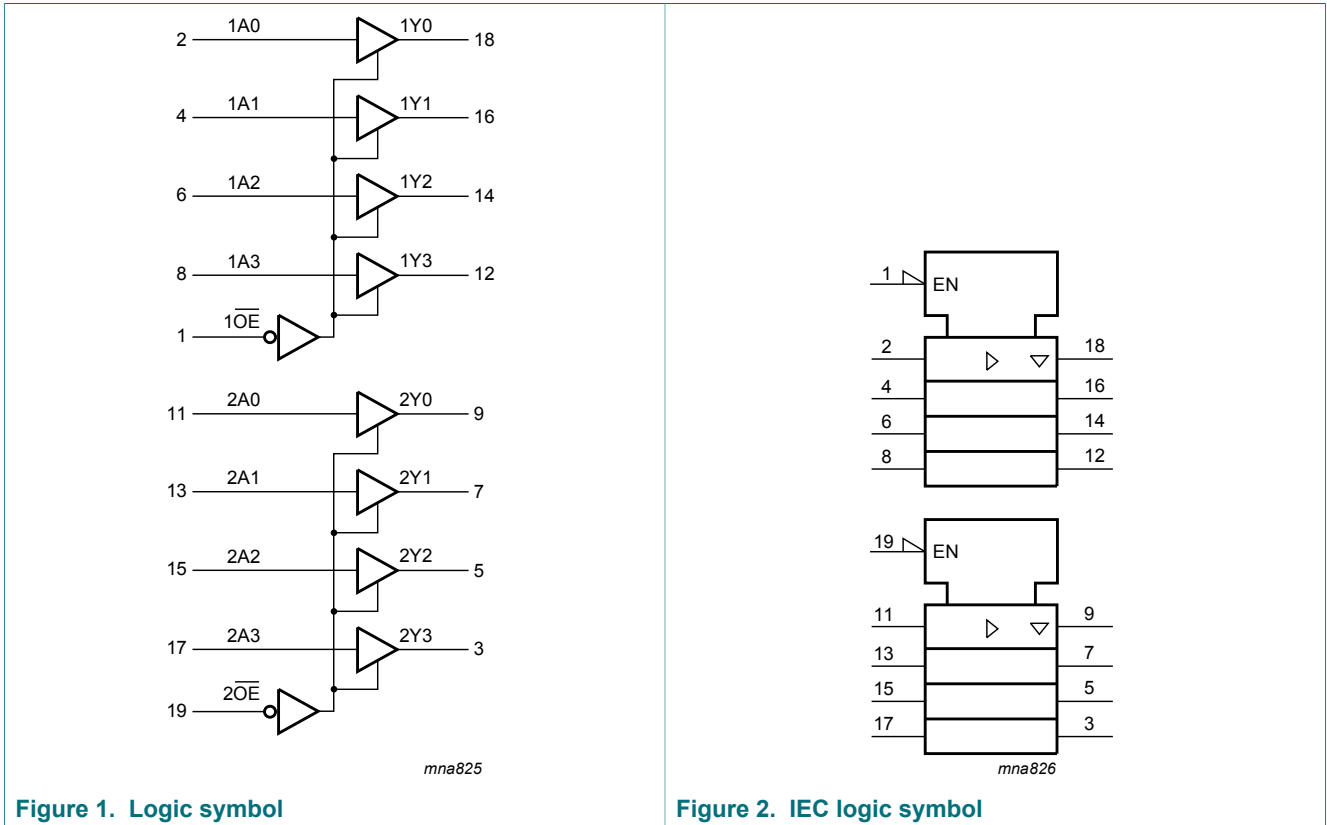 2 1A0 1Y0 18
4 1A1 1Y1 16
6 1A2 1Y2 14
8 1A3 1Y3 12
1 1O̅E̅
11 2A0 2Y0 9
13 2A1 2Y1 7
15 2A2 2Y2 5
17 2A3 2Y3 3
19 2O̅E̅
mna825
Figure 1. Logic symbol
1 EN
2 18
4 16
6 14
8 12
19 EN
11 9
13 7
15 5
17 3
mna826
Figure 2. IEC logic symbol